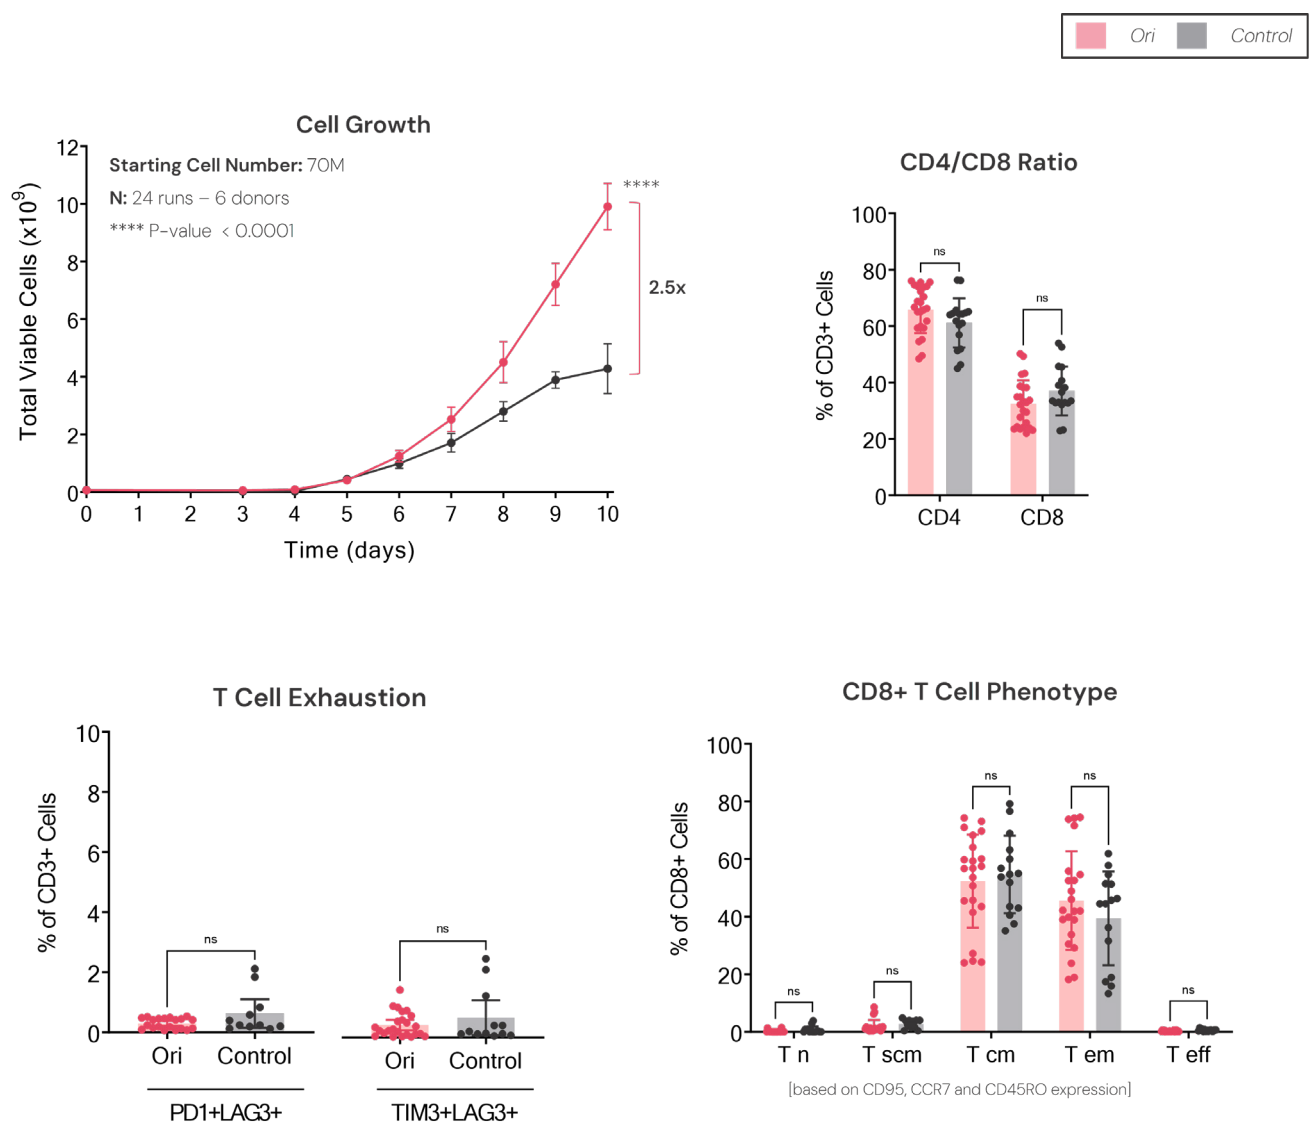 Ori Control
Cell Growth
Starting Cell Number: 70M
N: 24 runs – 6 donors
**** P-value < 0.0001
****
2.5x
Total Viable Cells (x10⁹)
12
10
8
6
4
2
0
0 1 2 3 4 5 6 7 8 9 10
Time (days)
CD4/CD8 Ratio
% of CD3+ Cells
100
80
60
40
20
0
ns
ns
CD4 CD8
T Cell Exhaustion
% of CD3+ Cells
10
8
6
4
2
0
ns
ns
Ori Control Ori Control
PD1+LAG3+ TIM3+LAG3+
CD8+ T Cell Phenotype
% of CD8+ Cells
100
80
60
40
20
0
ns
ns
ns
ns
ns
T n T scm T cm T em T eff
[based on CD95, CCR7 and CD45RO expression]